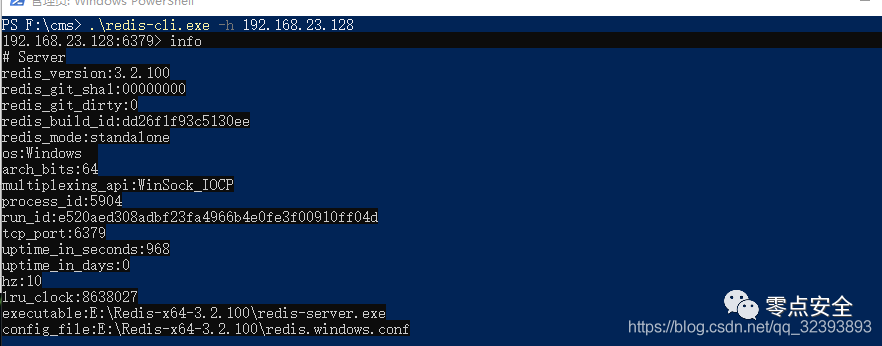 管理员: Windows PowerShell
PS F:\cms> .\redis-cli.exe -h 192.168.23.128
192.168.23.128:6379> info
# Server
redis_version:3.2.100
redis_git_sha1:00000000
redis_git_dirty:0
redis_build_id:dd26f1f93c5130ee
redis_mode:standalone
os:Windows
arch_bits:64
multiplexing_api:WinSock_IOCP
process_id:5904
run_id:e520aed308adbf23fa4966b4e0fe3f00910ff04d
tcp_port:6379
uptime_in_seconds:968
uptime_in_days:0
hz:10
lru_clock:8638027
executable:E:\Redis-x64-3.2.100\redis-server.exe
config_file:E:\Redis-x64-3.2.100\redis.windows.conf
零点安全
https://blog.csdn.net/qq_32393893